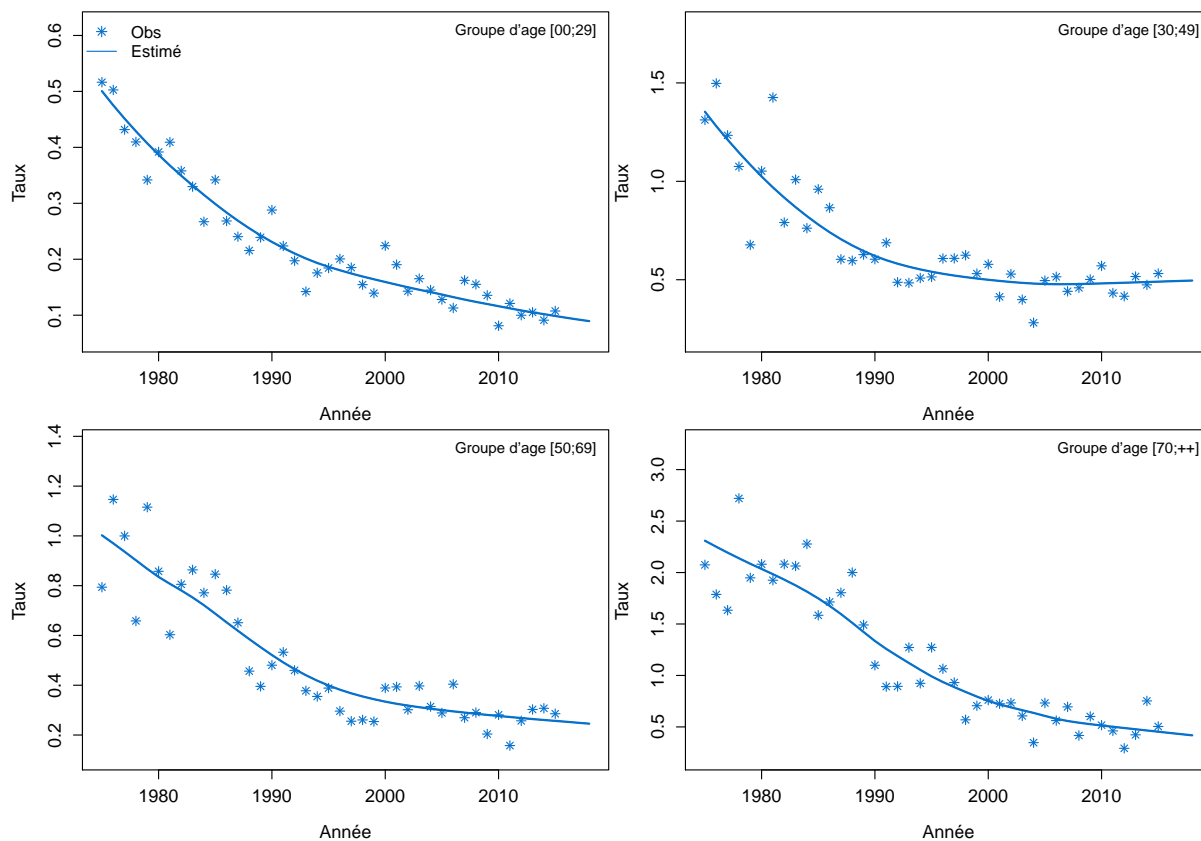 Obs
Estimé
Groupe d'age [00;29]
Taux
0.6
0.5
0.4
0.3
0.2
0.1
1980 1990 2000 2010
Année
Groupe d'age [30;49]
Taux
1.5
1.0
0.5
1980 1990 2000 2010
Année
Groupe d'age [50;69]
Taux
1.4
1.2
1.0
0.8
0.6
0.4
0.2
1980 1990 2000 2010
Année
Groupe d'age [70;++]
Taux
3.0
2.5
2.0
1.5
1.0
0.5
1980 1990 2000 2010
Année